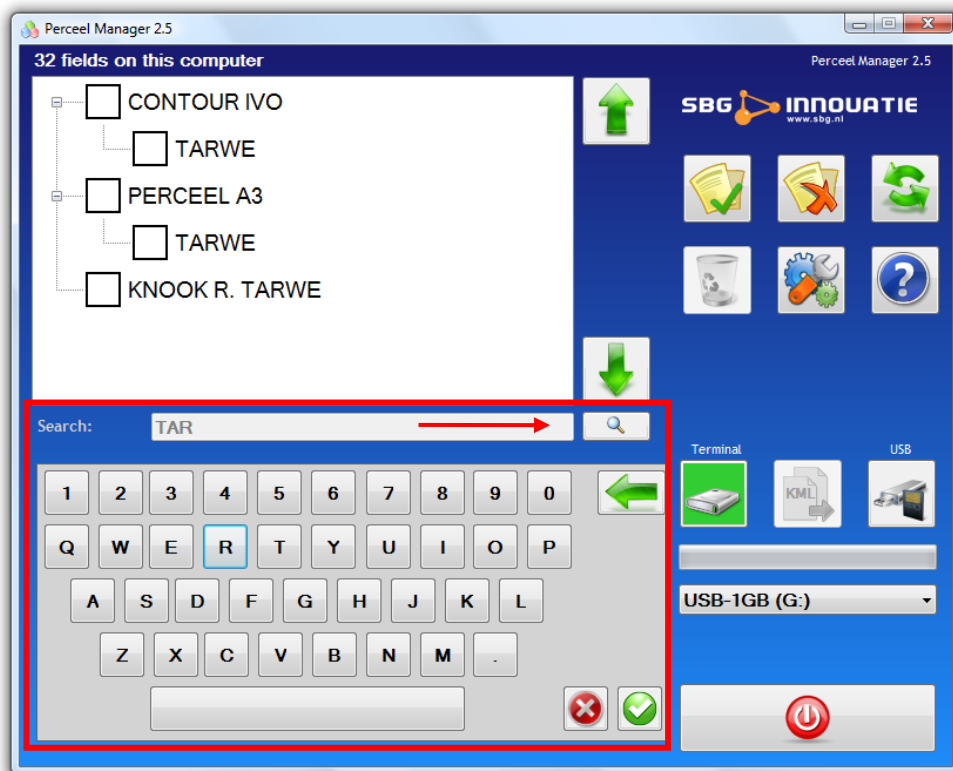 Perceel Manager 2.5
32 fields on this computer
Perceel Manager 2.5
CONTOUR IVO
TARWE
PERCEEL A3
TARWE
KNOOK R. TARWE
SBG INNOVATIE
www.sbg.nl
Search: TAR
1 2 3 4 5 6 7 8 9 0
Q W E R T Y U I O P
A S D F G H J K L
Z X C V B N M .
Terminal USB
KML
USB-1GB (G:)